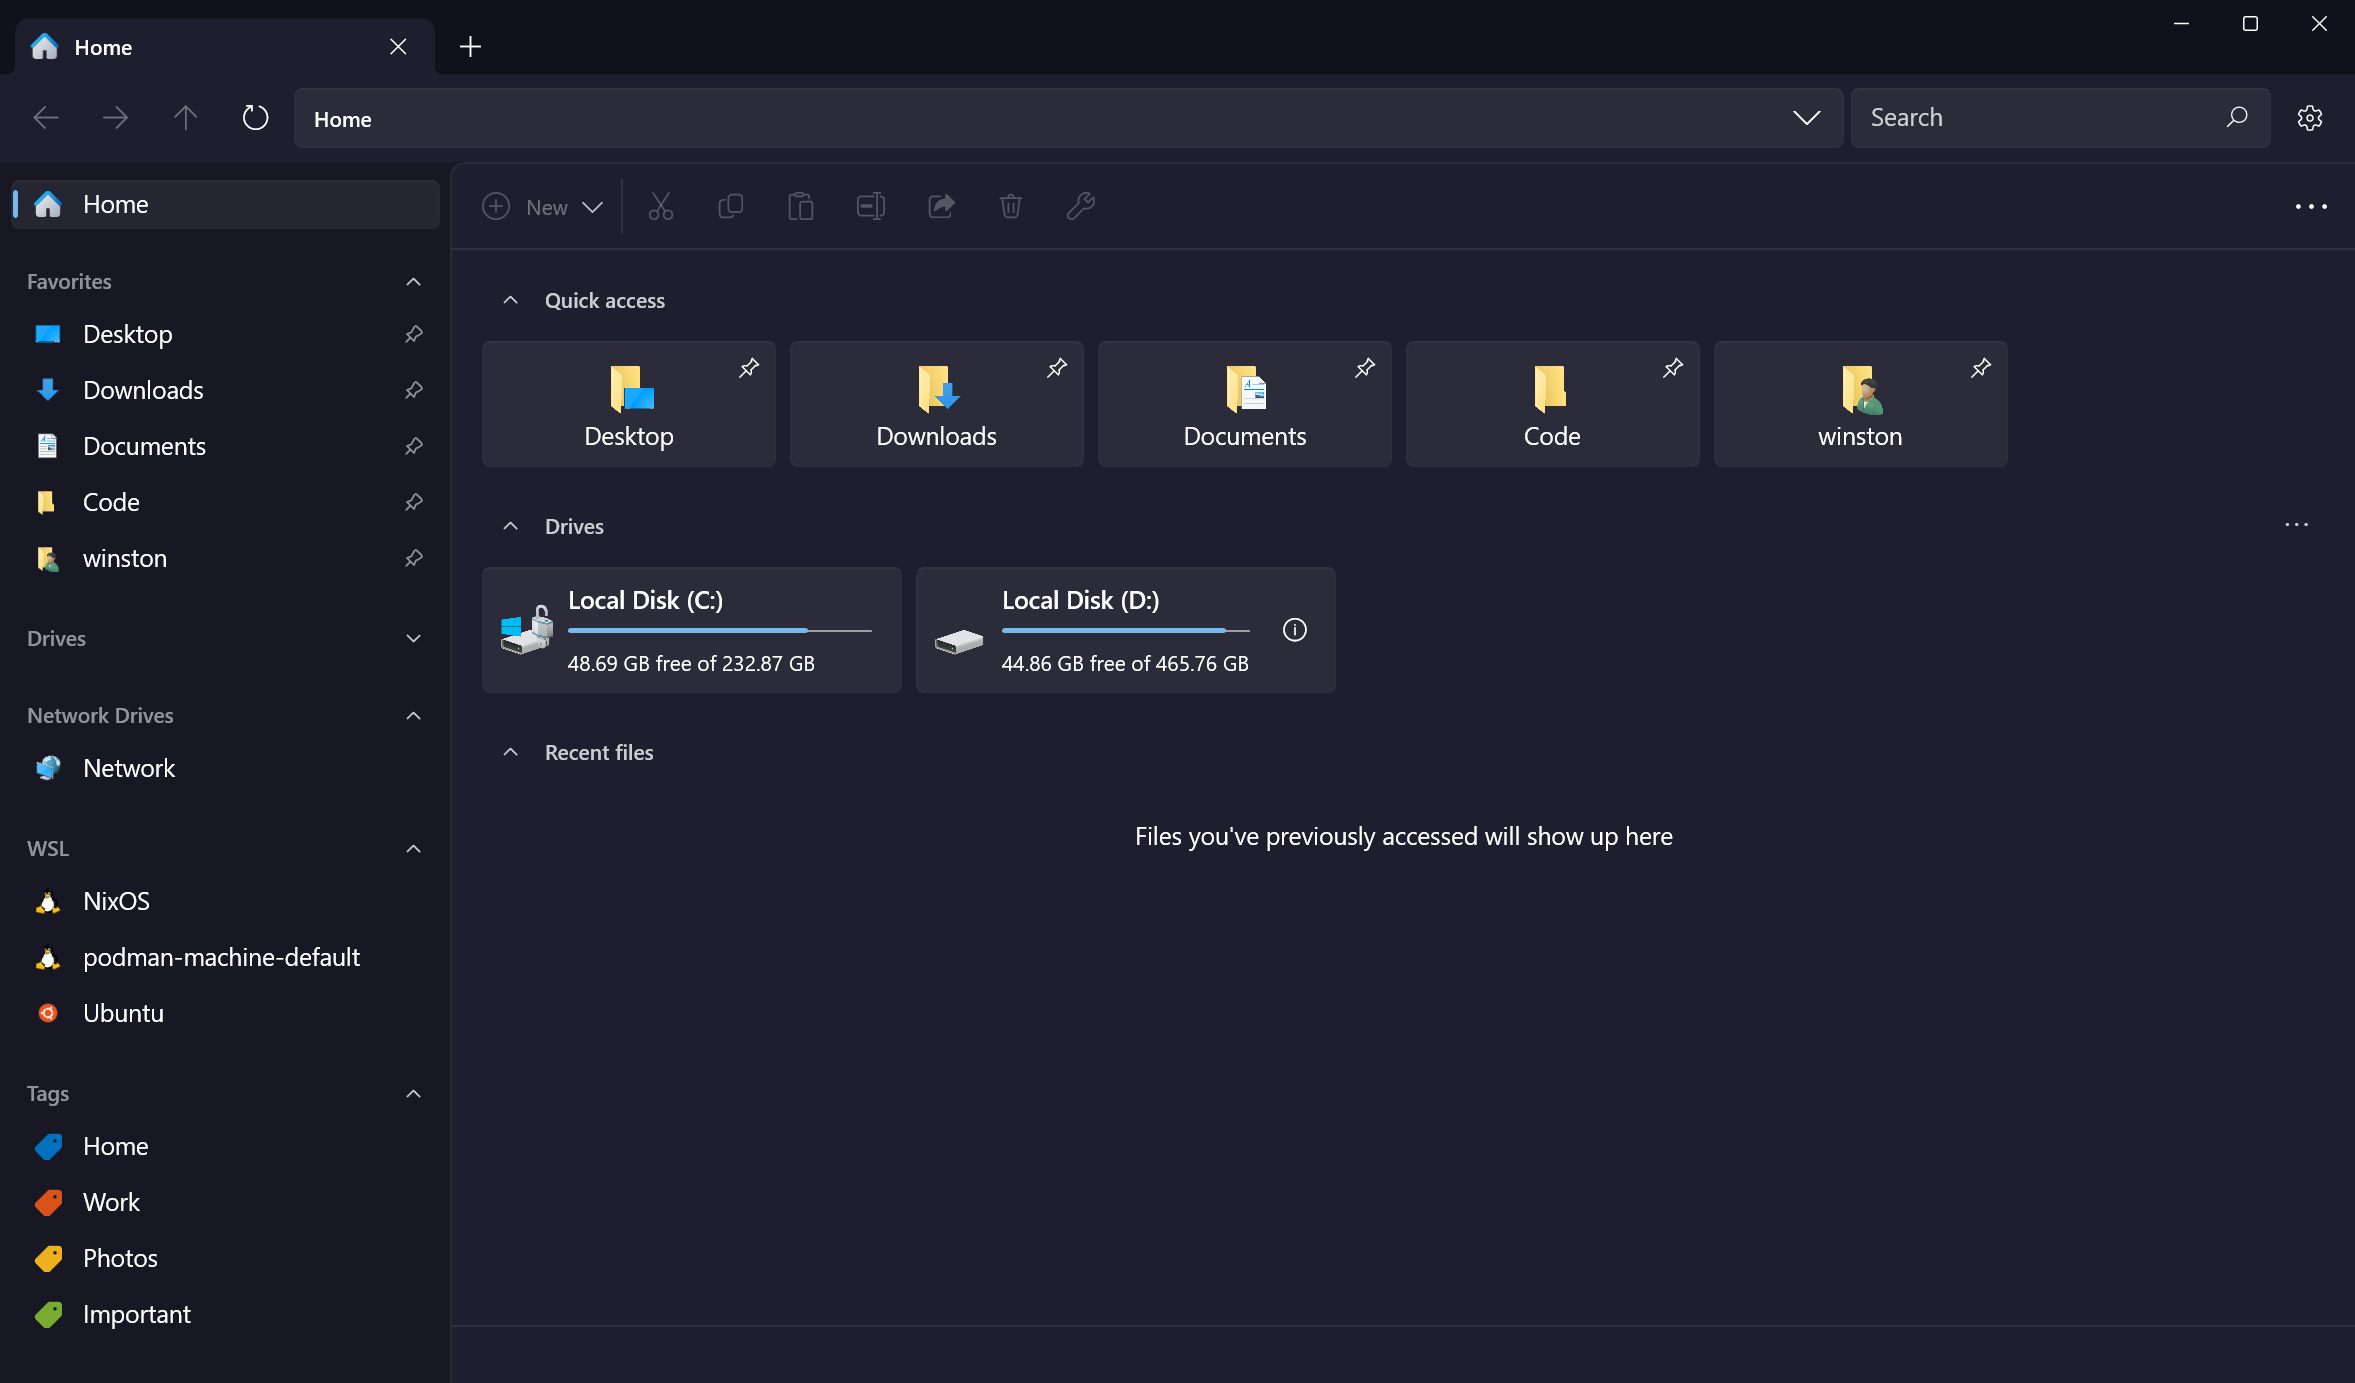 Home
Home
Search
Home
Favorites
Desktop
Downloads
Documents
Code
winston
Drives
Network Drives
Network
WSL
NixOS
podman-machine-default
Ubuntu
Tags
Home
Work
Photos
Important
New
Quick access
Desktop
Downloads
Documents
Code
winston
Drives
Local Disk (C:)
48.69 GB free of 232.87 GB
Local Disk (D:)
44.86 GB free of 465.76 GB
Recent files
Files you've previously accessed will show up here